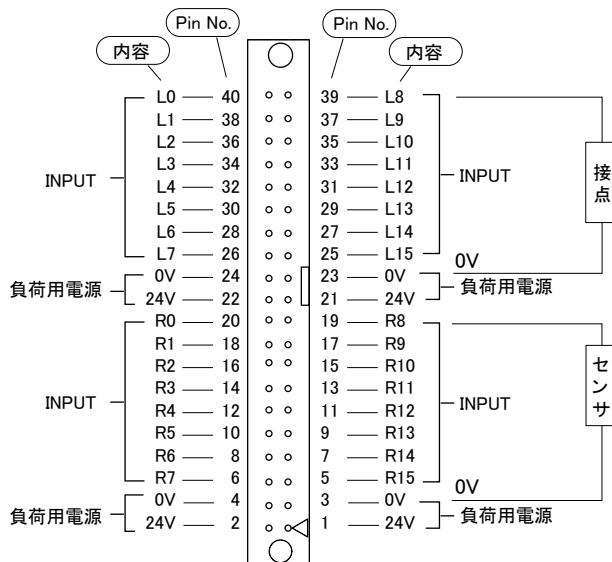 Pin No. Pin No.
内容 内容
L0 40 39 L8
L1 38 37 L9
L2 36 35 L10
L3 34 33 L11
INPUT L4 32 31 L12 INPUT 接点
L5 30 29 L13
L6 28 27 L14
L7 26 25 L15
0V
0V 24 23 0V
負荷用電源 負荷用電源
24V 22 21 24V
R0 20 19 R8
R1 18 17 R9
R2 16 15 R10
R3 14 13 R11
INPUT R4 12 11 R12 INPUT センサ
R5 10 9 R13
R6 8 7 R14
R7 6 5 R15
0V
0V 4 3 0V
負荷用電源 負荷用電源
24V 2 1 24V